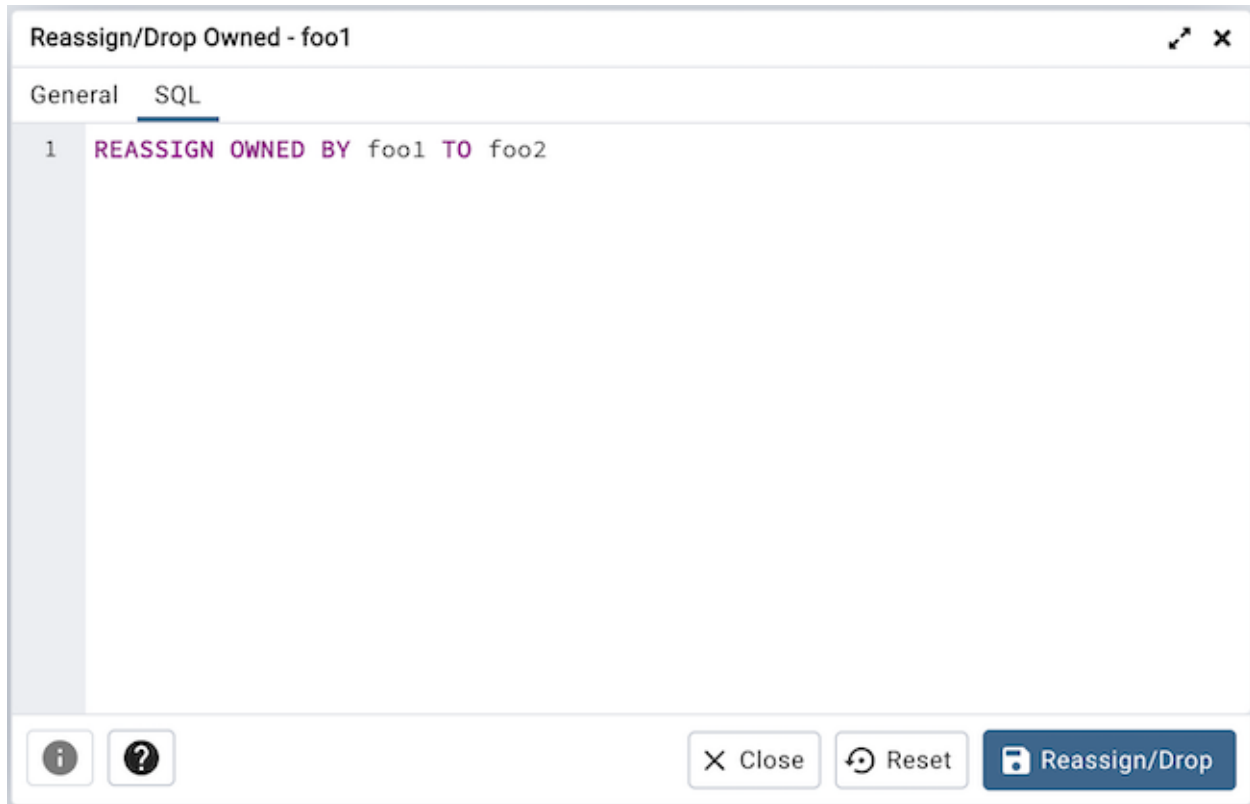 Reassign/Drop Owned - foo1
General SQL
1 REASSIGN OWNED BY foo1 TO foo2
Close Reset Reassign/Drop